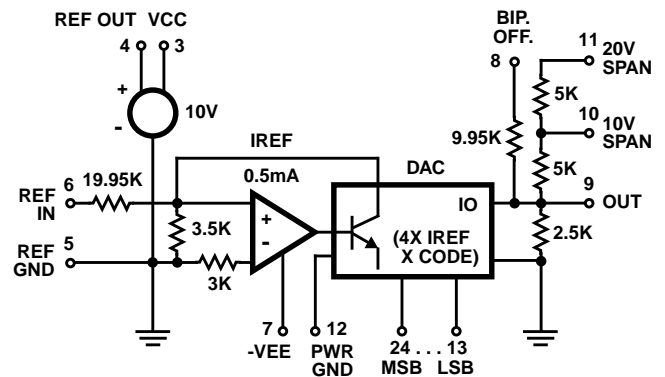 REF OUT VCC
4 3
+
-
10V
BIP.
OFF.
8
11 20V
SPAN
5K
10 10V
SPAN
9.95K
5K
9 OUT
2.5K
IREF
0.5mA
DAC
IO
(4X IREF
X CODE)
6 19.95K
REF
IN
3.5K
+
-
5
REF
GND
3K
7
-VEE
12
PWR
GND
24 . . . 13
MSB LSB